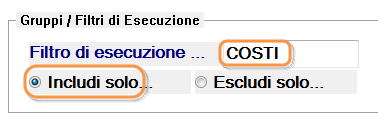 Gruppi / Filtri di Esecuzione
Filtro di esecuzione ... COSTI
Includi solo... Escludi solo...